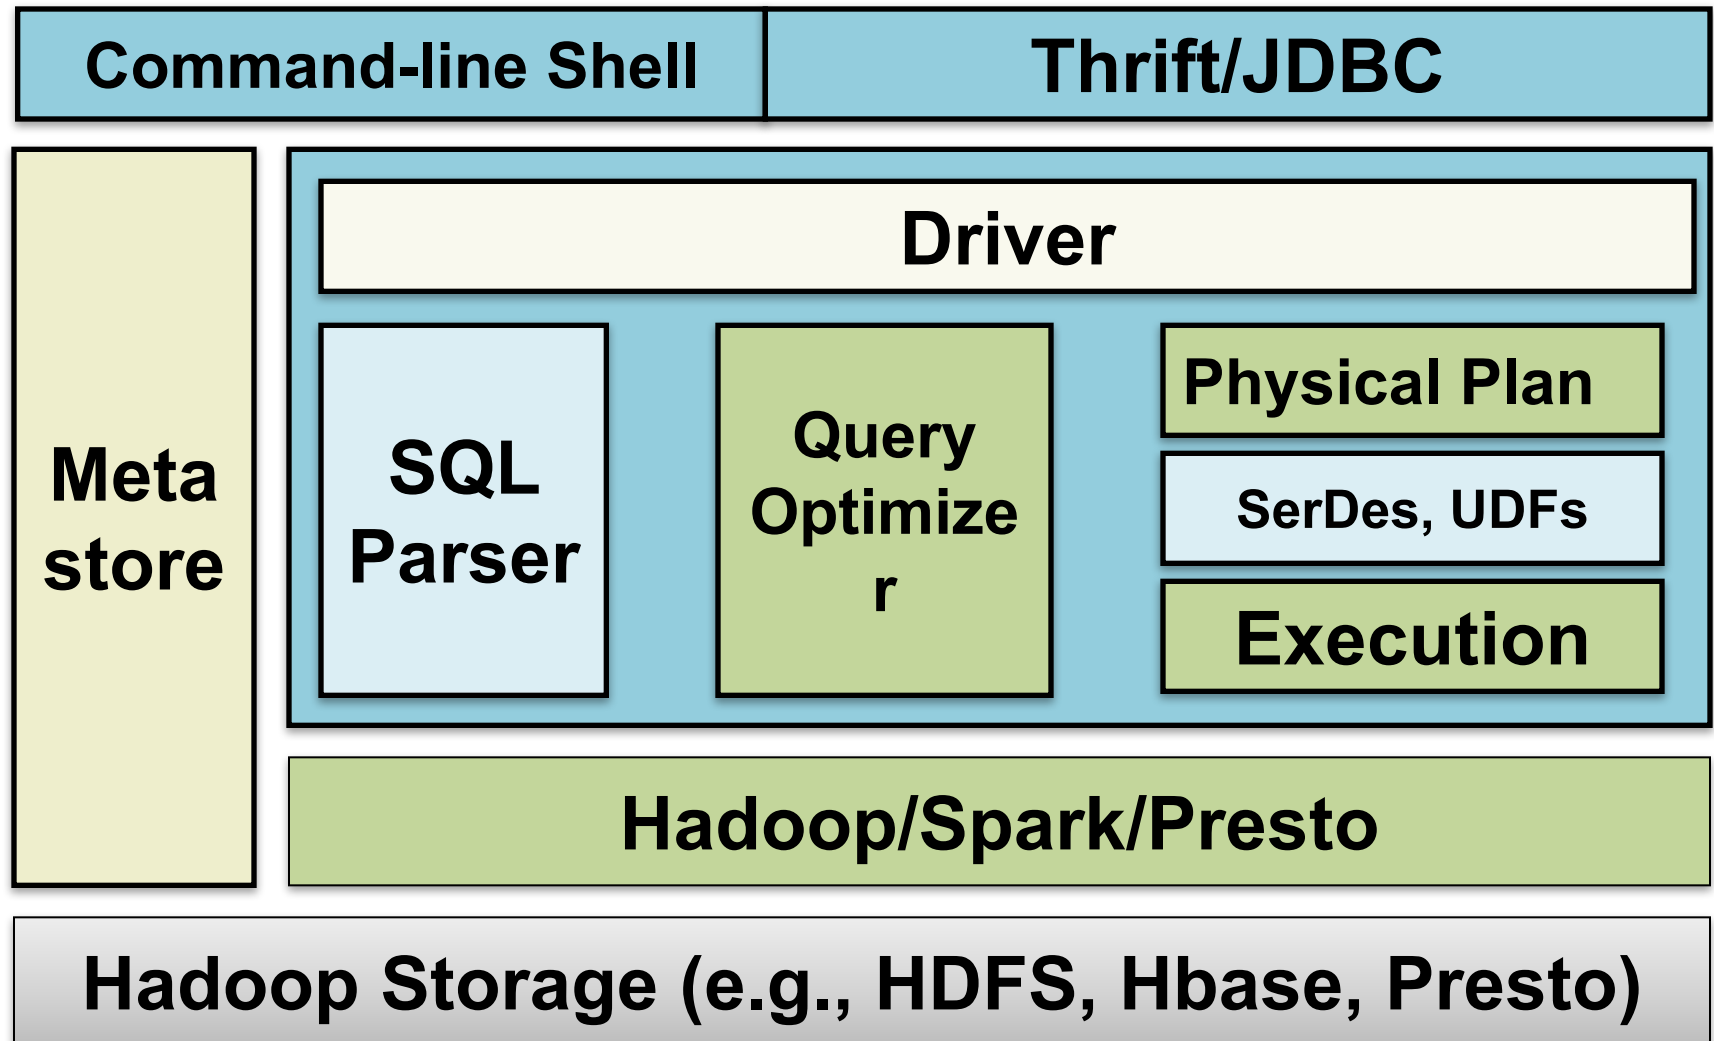 Command-line Shell
Thrift/JDBC
Meta
store
Driver
SQL
Parser
Query
Optimize
r
Physical Plan
SerDes, UDFs
Execution
Hadoop/Spark/Presto
Hadoop Storage (e.g., HDFS, Hbase, Presto)